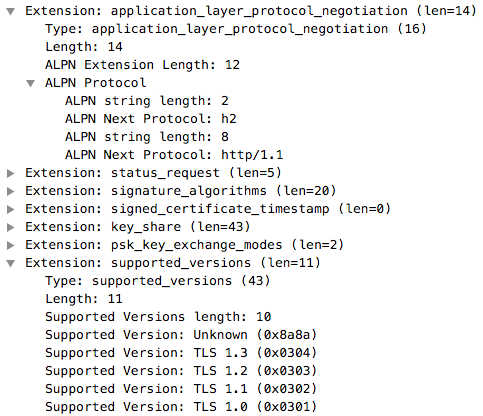 Extension: application_layer_protocol_negotiation (len=14)
Type: application_layer_protocol_negotiation (16)
Length: 14
ALPN Extension Length: 12
ALPN Protocol
ALPN string length: 2
ALPN Next Protocol: h2
ALPN string length: 8
ALPN Next Protocol: http/1.1
Extension: status_request (len=5)
Extension: signature_algorithms (len=20)
Extension: signed_certificate_timestamp (len=0)
Extension: key_share (len=43)
Extension: psk_key_exchange_modes (len=2)
Extension: supported_versions (len=11)
Type: supported_versions (43)
Length: 11
Supported Versions length: 10
Supported Version: Unknown (0x8a8a)
Supported Version: TLS 1.3 (0x0304)
Supported Version: TLS 1.2 (0x0303)
Supported Version: TLS 1.1 (0x0302)
Supported Version: TLS 1.0 (0x0301)